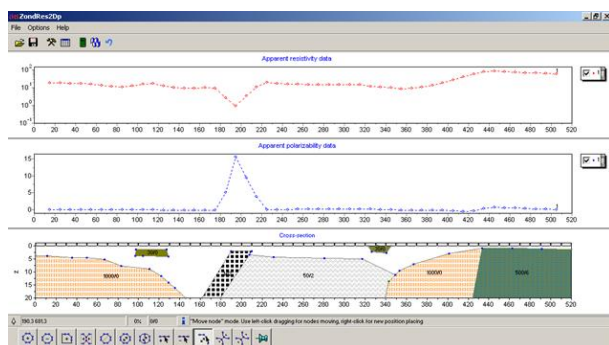 ZondRes2Dp
File Options Help
Apparent resistivity data
10²
10¹
10⁰
10⁻¹
0 20 40 60 80 100 120 140 160 180 200 220 240 260 280 300 320 340 360 380 400 420 440 460 480 500 520
Apparent polarizability data
15
10
5
0
0 20 40 60 80 100 120 140 160 180 200 220 240 260 280 300 320 340 360 380 400 420 440 460 480 500 520
Cross-section
0
5
10
15
20
z
1000/0
50/2
1000/0
500/0
0 20 40 60 80 100 120 140 160 180 200 220 240 260 280 300 320 340 360 380 400 420 440 460 480 500 520
0% "Move node" mode. Use left-click dragging for nodes moving, right-click for new position placing.